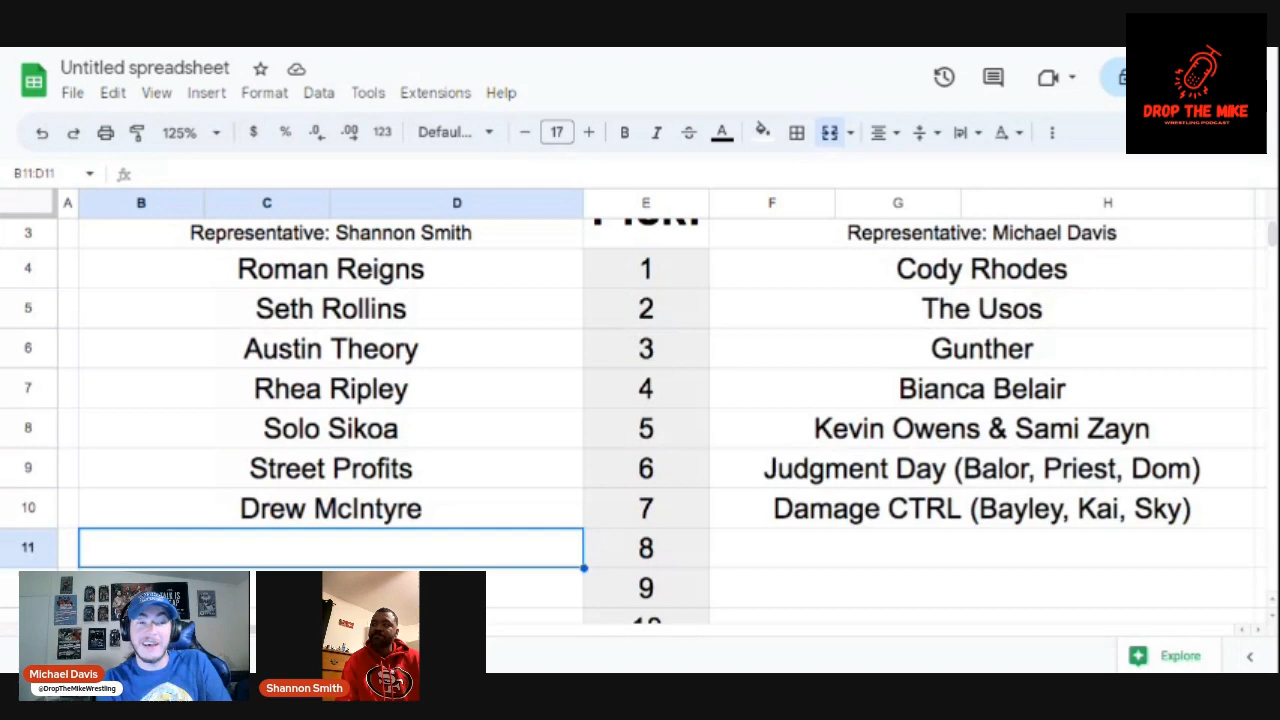 Untitled spreadsheet
File Edit View Insert Format Data Tools Extensions Help
125% $ % .0 .00 123 Defaul... − 17 + B I A
DROP THE MIKE
WRESTLING PODCAST
B11:D11 fx
A B C D E F G H
3 Representative: Shannon Smith Representative: Michael Davis
4 Roman Reigns 1 Cody Rhodes
5 Seth Rollins 2 The Usos
6 Austin Theory 3 Gunther
7 Rhea Ripley 4 Bianca Belair
8 Solo Sikoa 5 Kevin Owens & Sami Zayn
9 Street Profits 6 Judgment Day (Balor, Priest, Dom)
10 Drew McIntyre 7 Damage CTRL (Bayley, Kai, Sky)
11 8
9
10
Michael Davis
@DropTheMikeWrestling
Shannon Smith
Explore